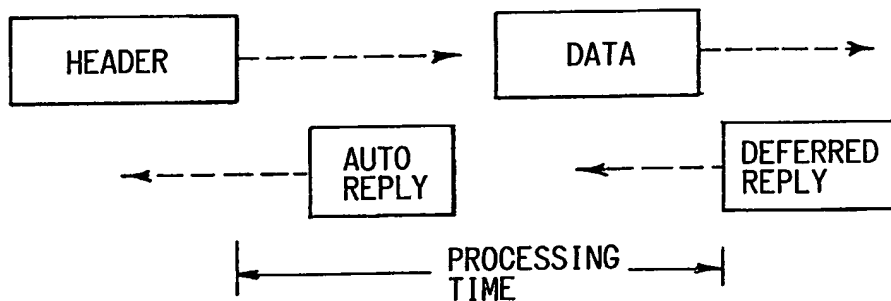 HEADER
DATA
AUTO
REPLY
DEFERRED
REPLY
PROCESSING
TIME